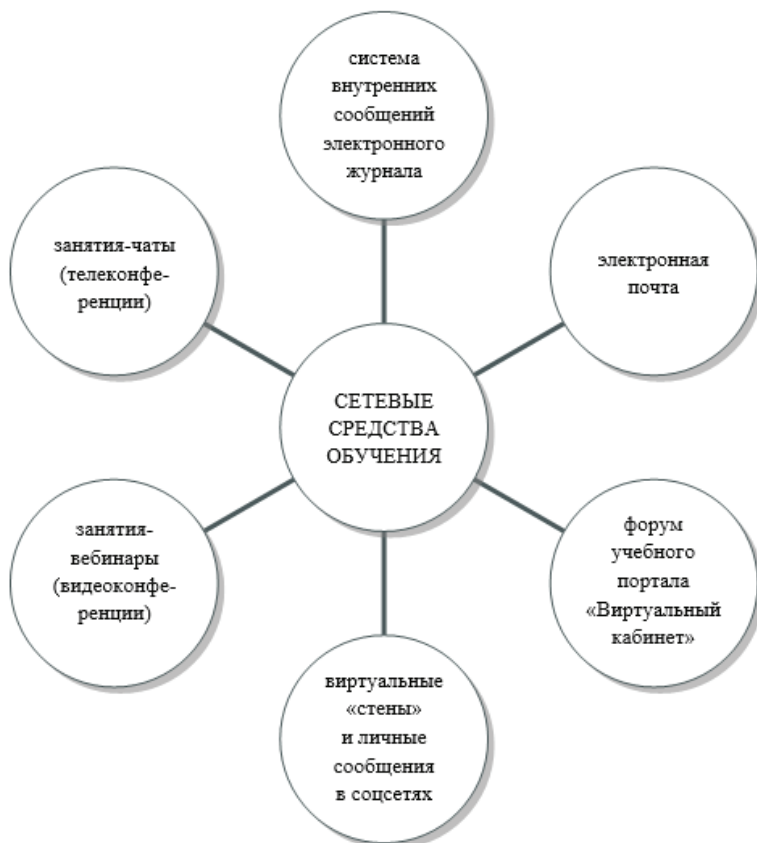 система
внутренних
сообщений
электронного
журнала
занятия-чаты
(телеконфе-
ренции)
электронная
почта
СЕТЕВЫЕ
СРЕДСТВА
ОБУЧЕНИЯ
занятия-
вебинары
(видеоконфе-
ренции)
форум
учебного
портала
«Виртуальный
кабинет»
виртуальные
«стены»
и личные
сообщения
в соцсетях